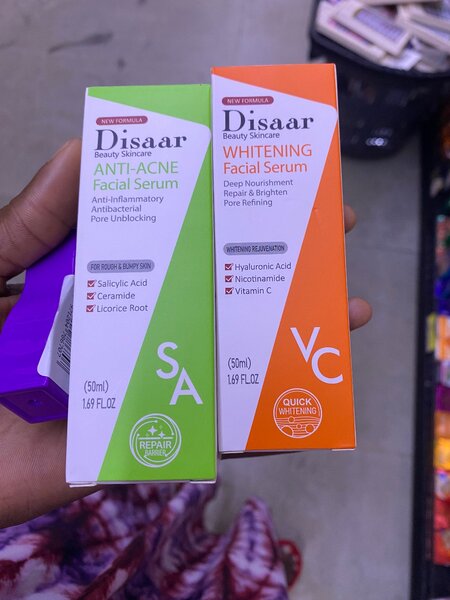 NEW FORMULA
Disaar
Beauty Skincare
ANTI-ACNE
Facial Serum
Anti-Inflammatory
Antibacterial
Pore Unblocking
FOR ROUGH & BUMPY SKIN
Salicylic Acid
Ceramide
Licorice Root
SA
(50ml)
1.69 FL.OZ
REPAIR
BARRIER
NEW FORMULA
Disaar
Beauty Skincare
WHITENING
Facial Serum
Deep Nourishment
Repair & Brighten
Pore Refining
WHITENING REJUVENATION
Hyaluronic Acid
Nicotinamide
Vitamin C
VC
(50ml)
1.69 FL.OZ
QUICK
WHITENING